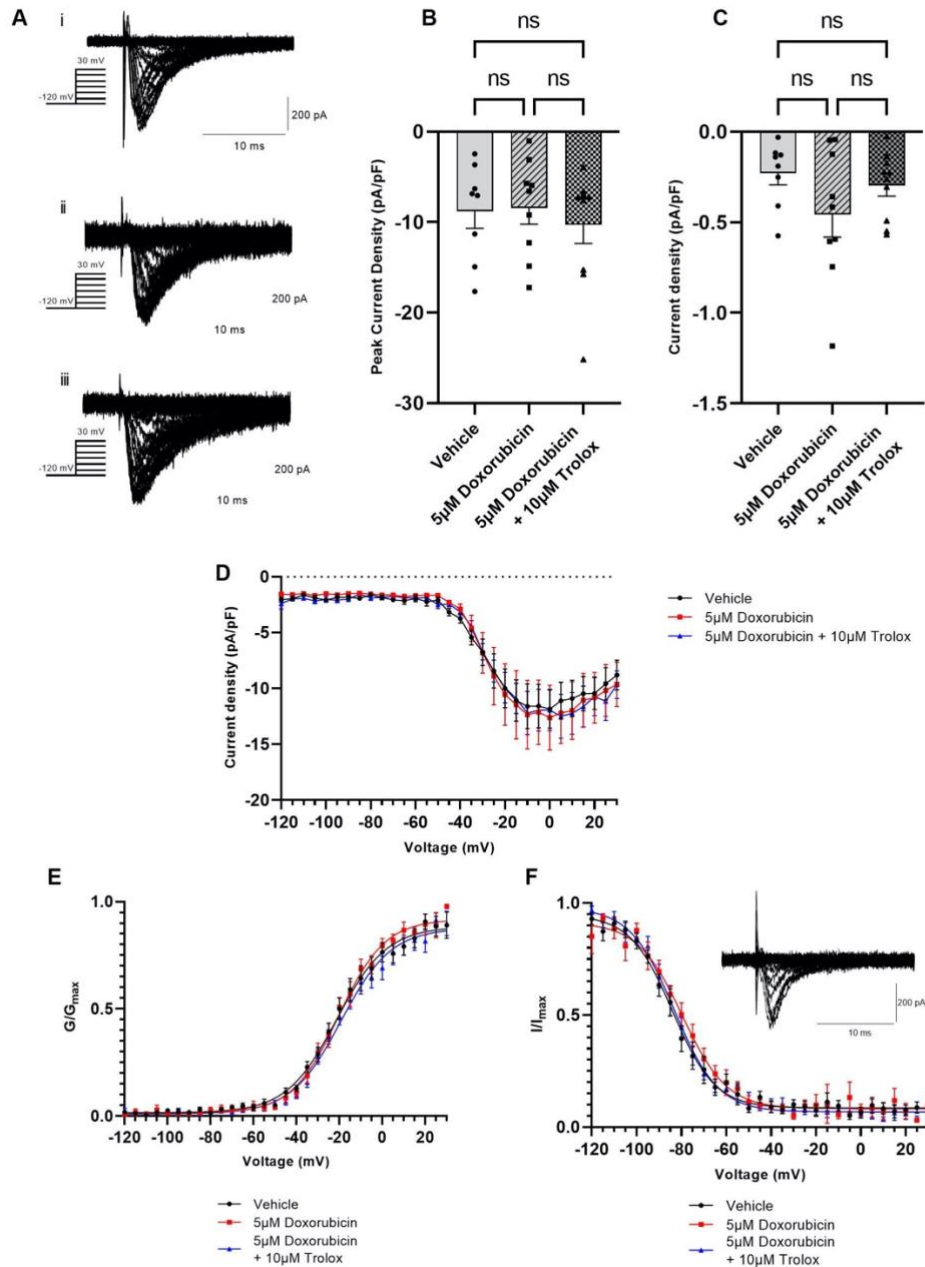 A
i
30 mV
-120 mV
200 pA
10 ms
ii
30 mV
-120 mV
200 pA
10 ms
iii
30 mV
-120 mV
200 pA
10 ms
B
ns
ns ns
Peak Current Density (pA/pF)
0
-10
-20
-30
Vehicle
5µM Doxorubicin
5µM Doxorubicin
+ 10µM Trolox
C
ns
ns ns
Current density (pA/pF)
0.0
-0.5
-1.0
-1.5
Vehicle
5µM Doxorubicin
5µM Doxorubicin
+ 10µM Trolox
D
Current density (pA/pF)
0
-5
-10
-15
-20
-120 -100 -80 -60 -40 -20 0 20
Voltage (mV)
Vehicle
5µM Doxorubicin
5µM Doxorubicin + 10µM Trolox
E
G/Gmax
1.0
0.5
0.0
-120 -100 -80 -60 -40 -20 0 20
Voltage (mV)
Vehicle
5µM Doxorubicin
5µM Doxorubicin
+ 10µM Trolox
F
I/Imax
1.0
0.5
0.0
200 pA
10 ms
-120 -100 -80 -60 -40 -20 0 20
Voltage (mV)
Vehicle
5µM Doxorubicin
5µM Doxorubicin
+ 10µM Trolox